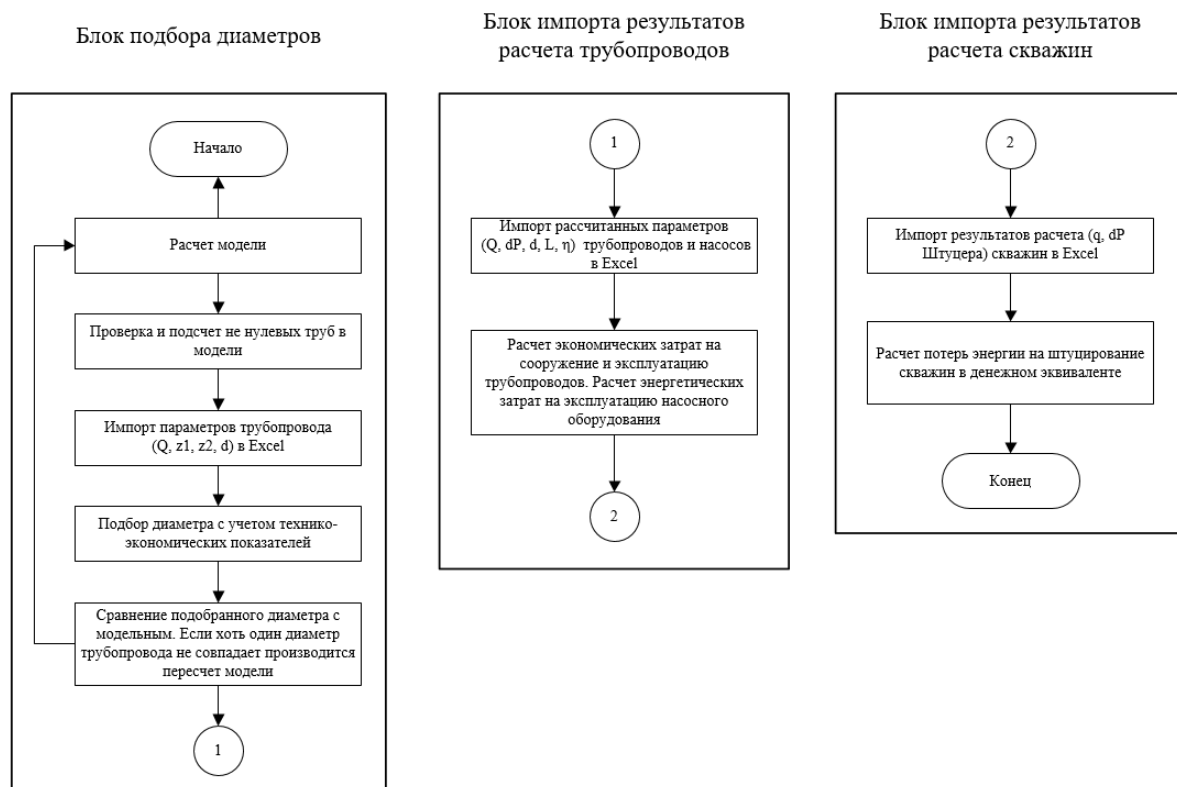 Блок подбора диаметров
Начало
Расчет модели
Проверка и подсчет не нулевых труб в
модели
Импорт параметров трубопровода
(Q, z1, z2, d) в Excel
Подбор диаметра с учетом технико-
экономических показателей
Сравнение подобранного диаметра с
модельным. Если хоть один диаметр
трубопровода не совпадает производится
пересчет модели
1
Блок импорта результатов
расчета трубопроводов
1
Импорт рассчитанных параметров
(Q, dP, d, L, η) трубопроводов и насосов
в Excel
Расчет экономических затрат на
сооружение и эксплуатацию
трубопроводов. Расчет энергетических
затрат на эксплуатацию насосного
оборудования
2
Блок импорта результатов
расчета скважин
2
Импорт результатов расчета (q, dP
Штуцера) скважин в Excel
Расчет потерь энергии на штуцирование
скважин в денежном эквиваленте
Конец